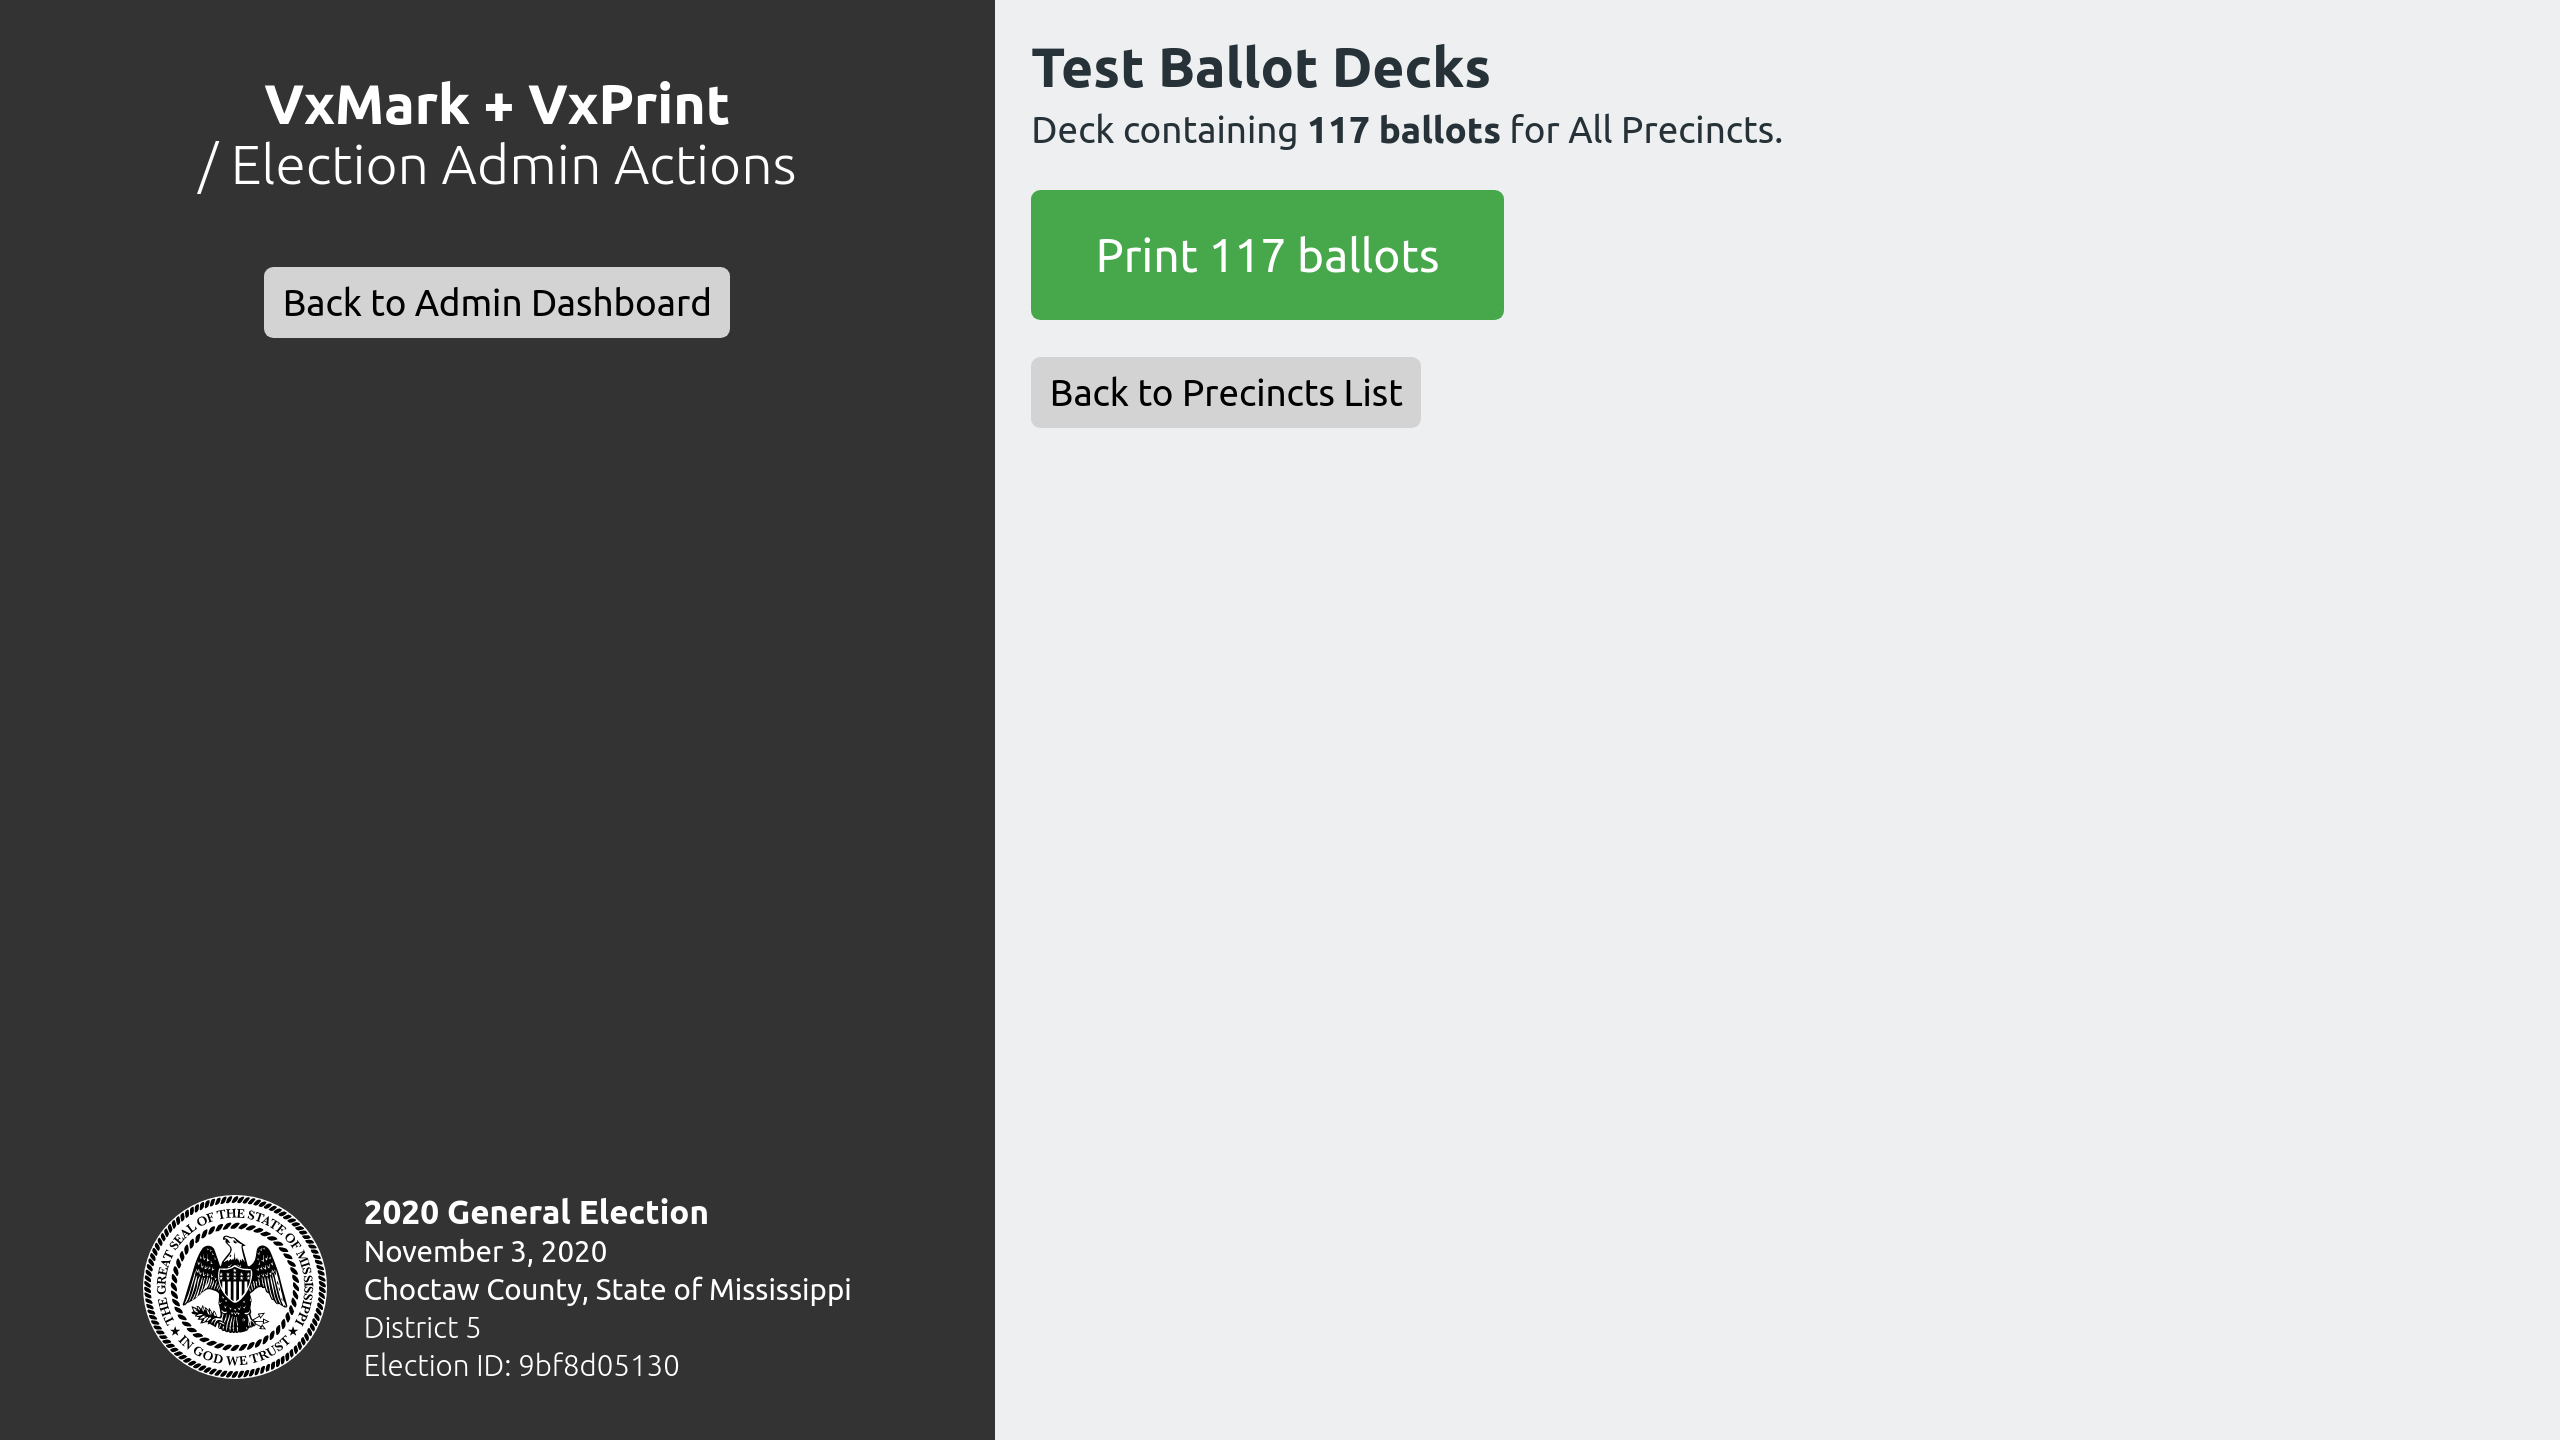 VxMark + VxPrint
/ Election Admin Actions
Back to Admin Dashboard
THE GREAT SEAL OF THE STATE OF MISSISSIPPI
★ IN GOD WE TRUST ★
2020 General Election
November 3, 2020
Choctaw County, State of Mississippi
District 5
Election ID: 9bf8d05130
Test Ballot Decks
Deck containing 117 ballots for All Precincts.
Print 117 ballots
Back to Precincts List